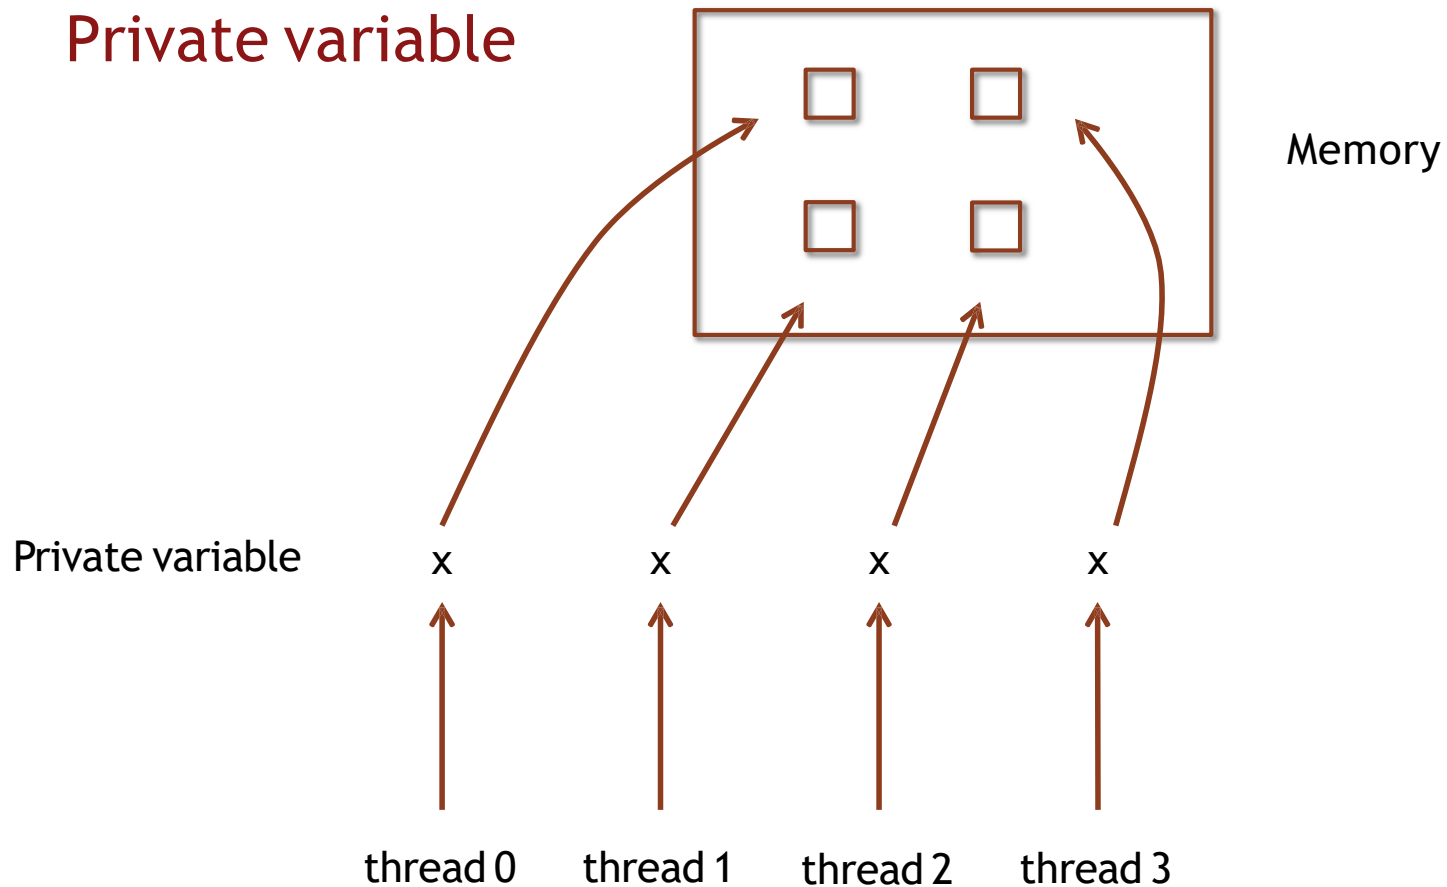 Private variable
Memory
Private variable
x x x x
thread 0 thread 1 thread 2 thread 3